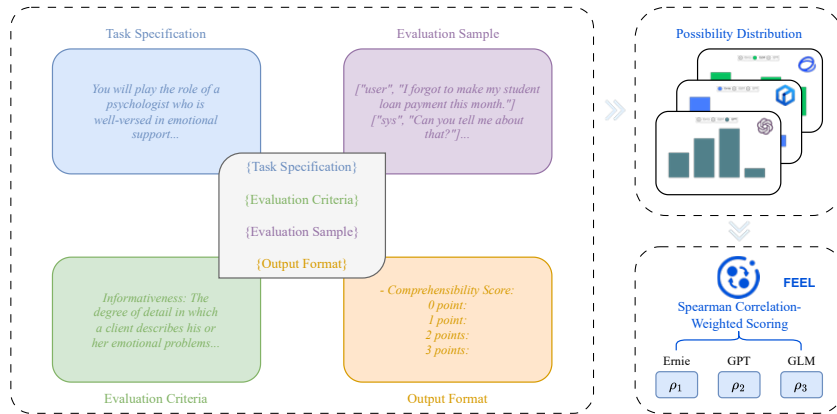 Task Specification
You will play the role of a
psychologist who is
well-versed in emotional
support...
Evaluation Sample
["user", "I forgot to make my student
loan payment this month."]
["sys", "Can you tell me about
that?"]...
{Task Specification}
{Evaluation Criteria}
{Evaluation Sample}
{Output Format}
Informativeness: The
degree of detail in which
a client describes his or
her emotional problems...
Evaluation Criteria
- Comprehensibility Score:
0 point:
1 point:
2 points:
3 points:
Output Format
Possibility Distribution
FEEL
Spearman Correlation-
Weighted Scoring
Ernie GPT GLM
ρ1 ρ2 ρ3